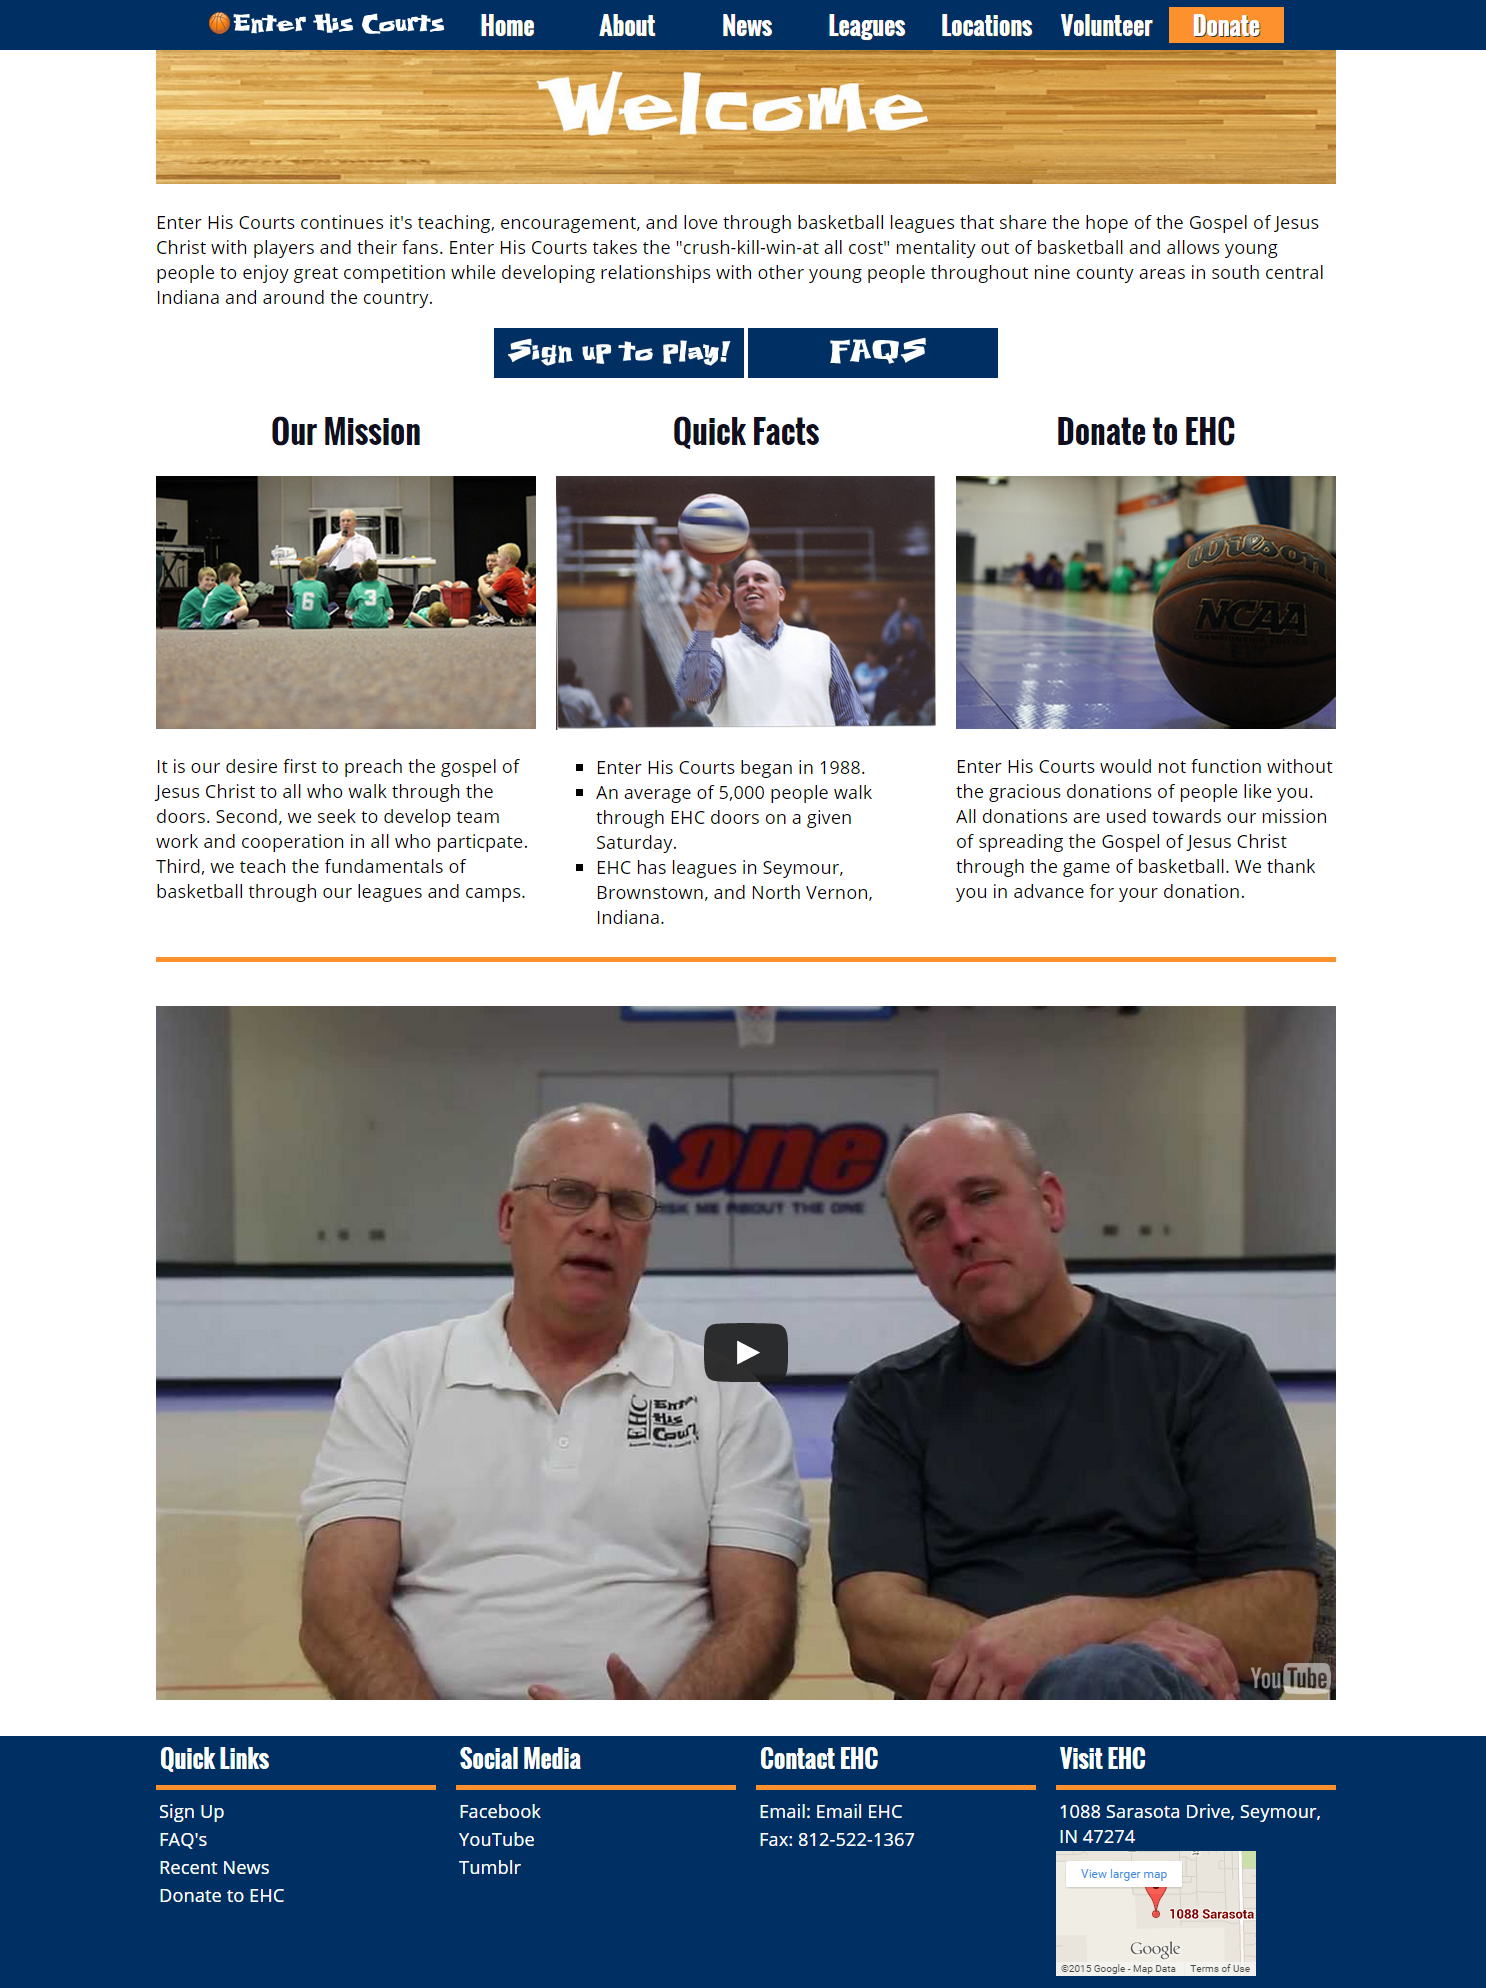 Enter His Courts Home About News Leagues Locations Volunteer Donate
Welcome
Enter His Courts continues it's teaching, encouragement, and love through basketball leagues that share the hope of the Gospel of Jesus
Christ with players and their fans. Enter His Courts takes the "crush-kill-win-at all cost" mentality out of basketball and allows young
people to enjoy great competition while developing relationships with other young people throughout nine county areas in south central
Indiana and around the country.
Sign up to play! FAQS
Our Mission
6
3
It is our desire first to preach the gospel of
Jesus Christ to all who walk through the
doors. Second, we seek to develop team
work and cooperation in all who particpate.
Third, we teach the fundamentals of
basketball through our leagues and camps.
Quick Facts
Enter His Courts began in 1988.
An average of 5,000 people walk
through EHC doors on a given
Saturday.
EHC has leagues in Seymour,
Brownstown, and North Vernon,
Indiana.
Donate to EHC
Wilson
NCAA
Enter His Courts would not function without
the gracious donations of people like you.
All donations are used towards our mission
of spreading the Gospel of Jesus Christ
through the game of basketball. We thank
you in advance for your donation.
one
ASK ME ABOUT THE ONE
EHC
Enter
His
Court
YouTube
Quick Links
Sign Up
FAQ's
Recent News
Donate to EHC
Social Media
Facebook
YouTube
Tumblr
Contact EHC
Email: Email EHC
Fax: 812-522-1367
Visit EHC
1088 Sarasota Drive, Seymour,
IN 47274
View larger map
1088 Sarasota
Google
©2015 Google - Map Data Terms of Use